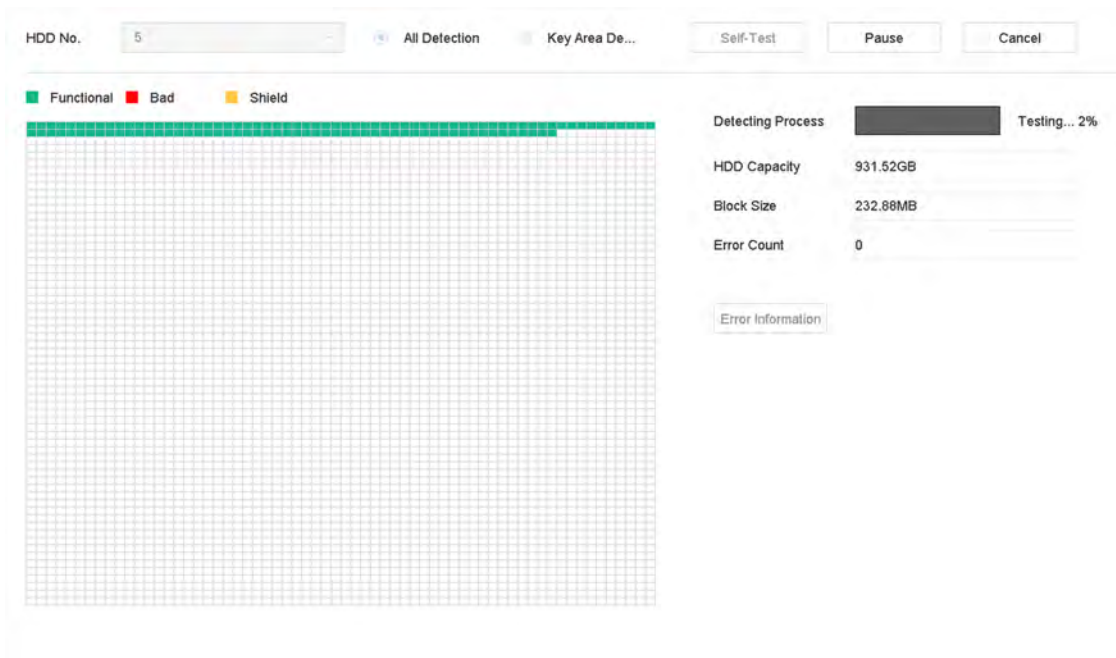 HDD No. 5 All Detection Key Area De... Self-Test Pause Cancel
Functional Bad Shield
Detecting Process Testing... 2%
HDD Capacity 931.52GB
Block Size 232.88MB
Error Count 0
Error Information